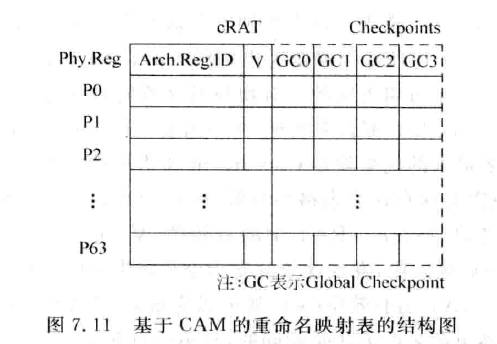 cRAT Checkpoints
Phy.Reg Arch.Reg.ID V GC0 GC1 GC2 GC3
P0
P1
P2
⋮ ⋮ ⋮
P63
注:GC表示Global Checkpoint
图 7.11 基于 CAM 的重命名映射表的结构图